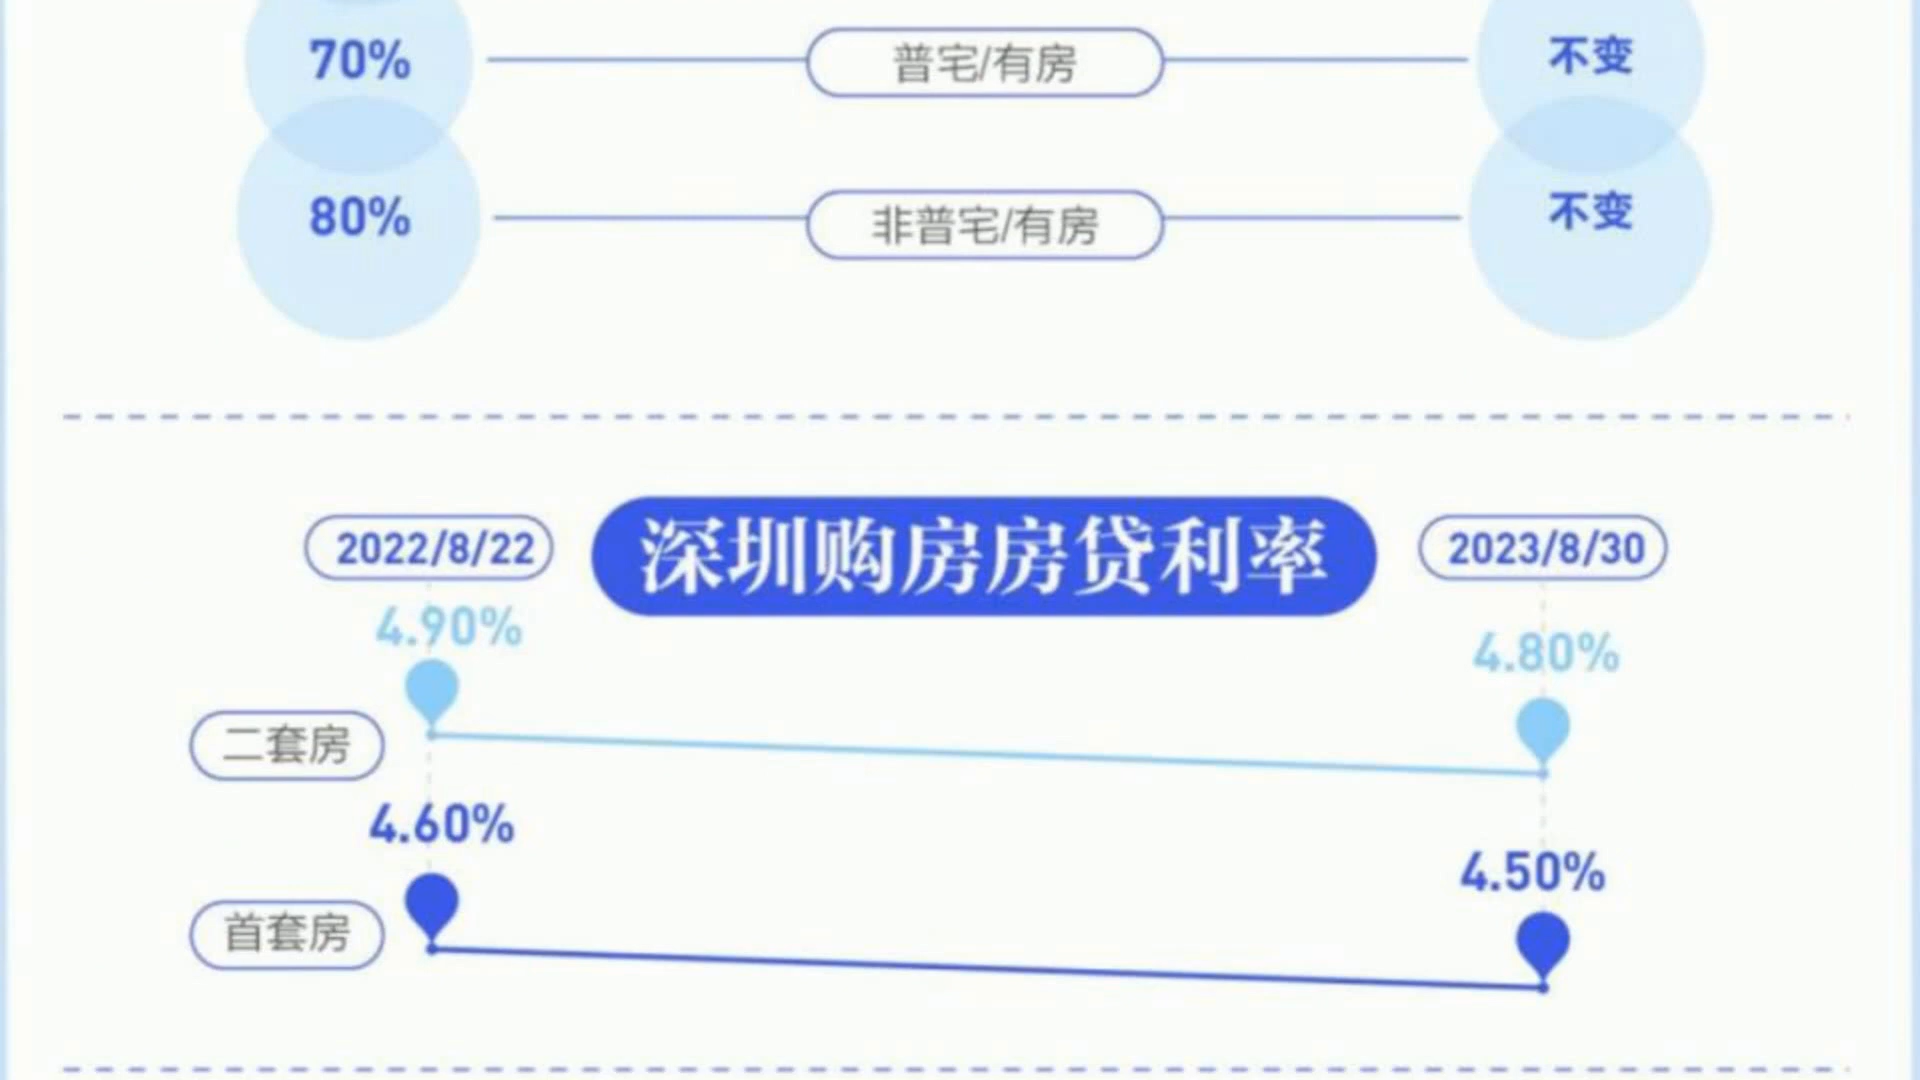 70% 普宅/有房 不变
80% 非普宅/有房 不变
2022/8/22 深圳购房房贷利率 2023/8/30
4.90% 4.80%
二套房
4.60% 4.50%
首套房